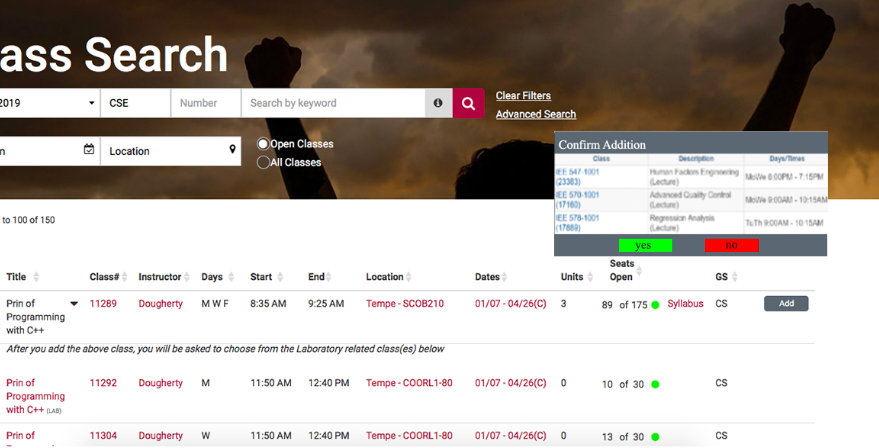 ass Search
2019 CSE Number Search by keyword
Clear Filters
Advanced Search
n Location
Open Classes
All Classes
Confirm Addition
Class Description Days/Times
IEE 547-1001 (23363) Human Factors Engineering (Lecture) MoWe 6:00PM - 7:15PM
IEE 570-1001 (17160) Advanced Quality Control (Lecture) MoWe 9:00AM - 10:15AM
IEE 578-1001 (17889) Regression Analysis (Lecture) TuTh 9:00AM - 10:15AM
yes no
to 100 of 150
Title Class# Instructor Days Start End Location Dates Units Seats Open GS
Prin of Programming with C++ 11289 Dougherty M W F 8:35 AM 9:25 AM Tempe - SCOB210 01/07 - 04/26(C) 3 89 of 175 Syllabus CS Add
After you add the above class, you will be asked to choose from the Laboratory related class(es) below
Prin of Programming with C++ (LAB) 11292 Dougherty M 11:50 AM 12:40 PM Tempe - COORL1-80 01/07 - 04/26(C) 0 10 of 30 CS
Prin of 11304 Dougherty W 11:50 AM 12:40 PM Tempe - COORL1-80 01/07 - 04/26(C) 0 13 of 30 CS